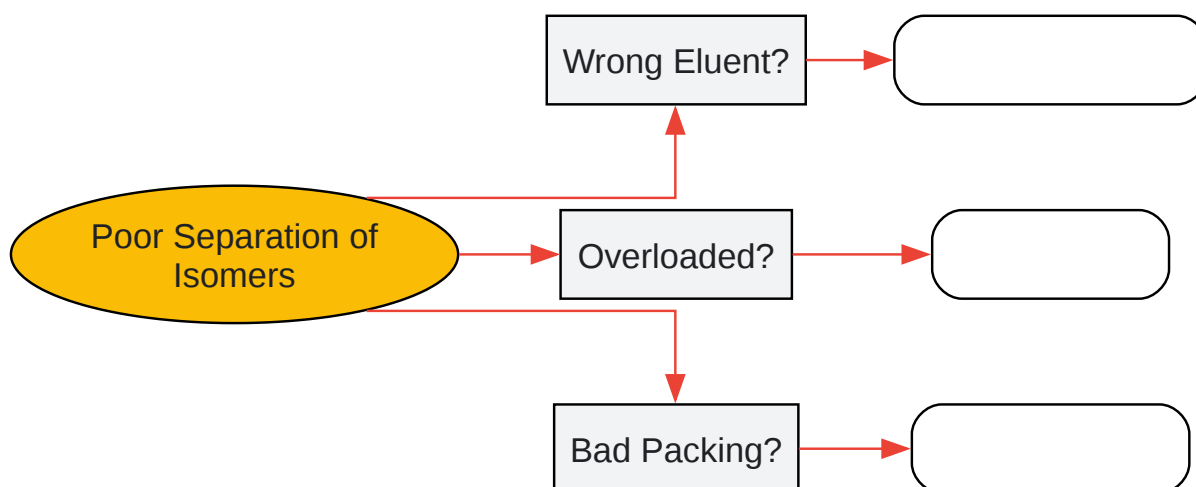 Wrong Eluent?
Poor Separation of
Isomers
Overloaded?
Bad Packing?